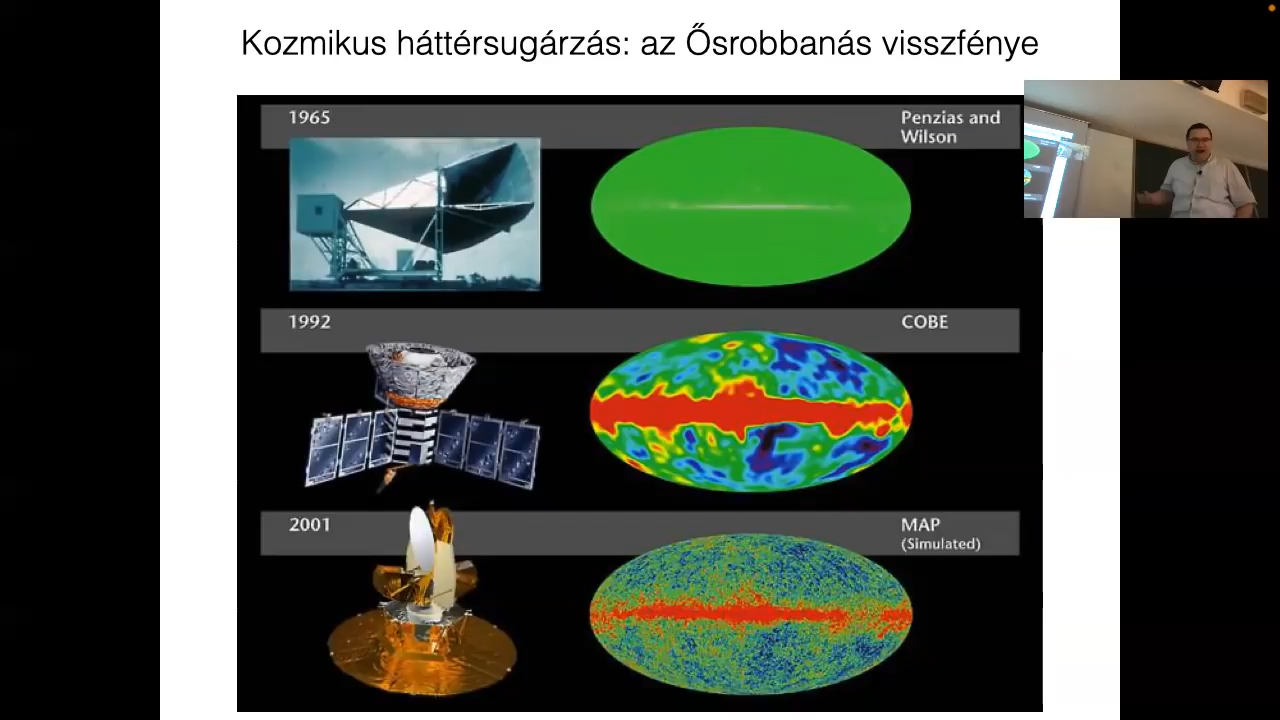 Kozmikus háttérsugárzás: az Ősrobbanás visszfénye
1965
Penzias and
Wilson
1992
COBE
2001
MAP
(Simulated)